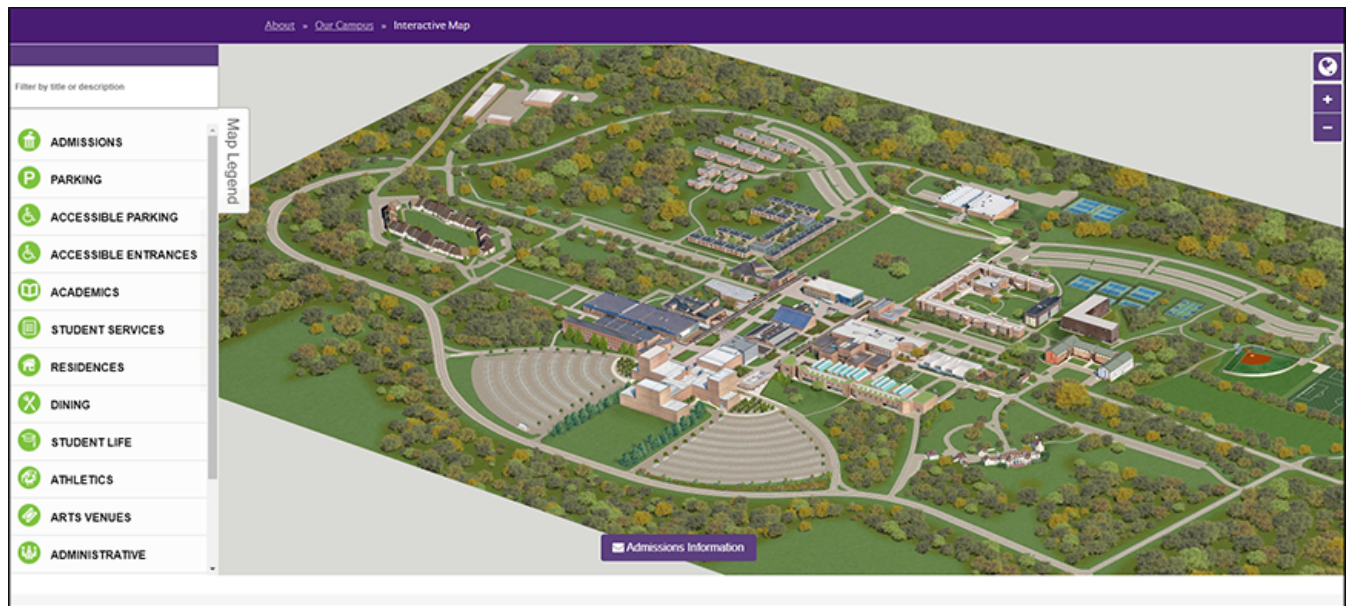 About » Our Campus » Interactive Map
Filter by title or description
Map Legend
ADMISSIONS
P PARKING
ACCESSIBLE PARKING
ACCESSIBLE ENTRANCES
ACADEMICS
STUDENT SERVICES
RESIDENCES
DINING
STUDENT LIFE
ATHLETICS
ARTS VENUES
ADMINISTRATIVE
+
−
Admissions Information